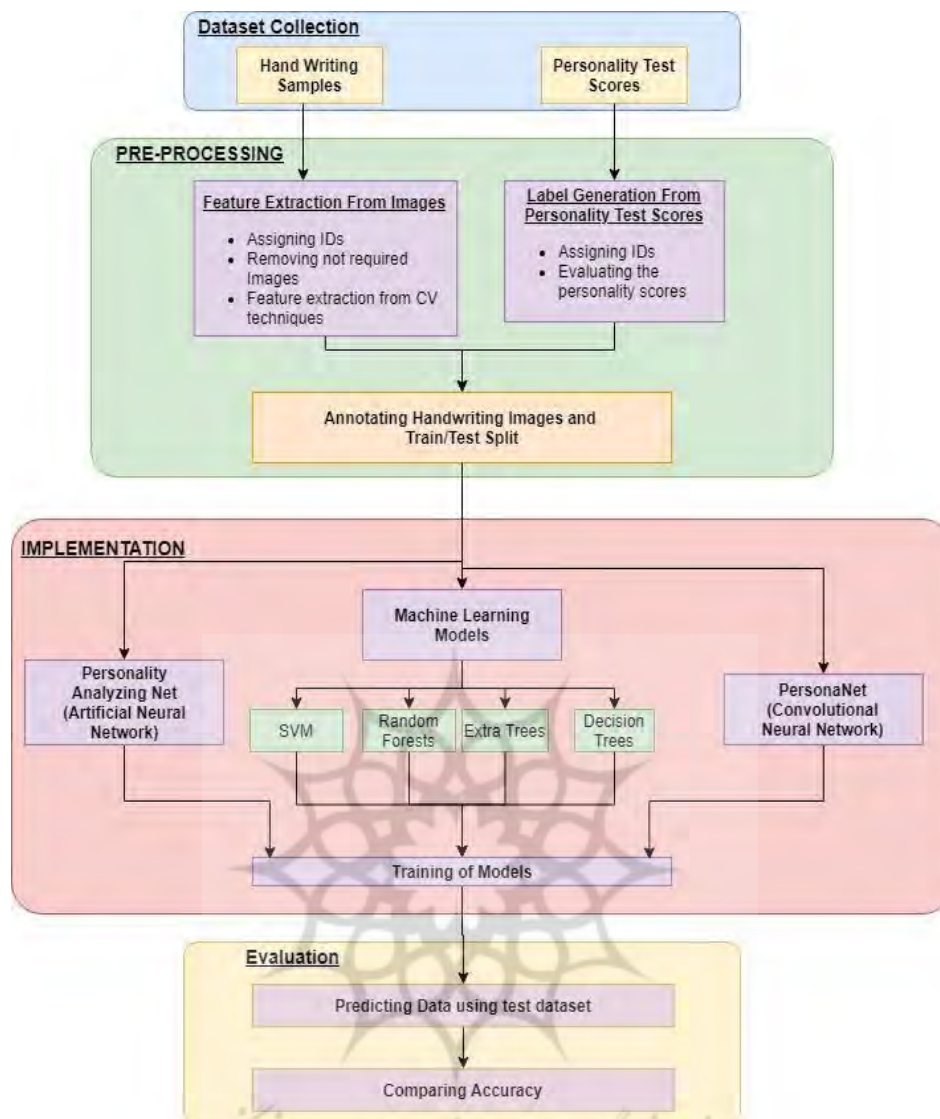 Dataset Collection
Hand Writing
Samples
Personality Test
Scores
PRE-PROCESSING
Feature Extraction From Images
• Assigning IDs
• Removing not required
Images
• Feature extraction from CV
techniques
Label Generation From
Personality Test Scores
• Assigning IDs
• Evaluating the
personality scores
Annotating Handwriting Images and
Train/Test Split
IMPLEMENTATION
Machine Learning
Models
Personality
Analyzing Net
(Artificial Neural
Network)
SVM
Random
Forests
Extra Trees
Decision
Trees
PersonaNet
(Convolutional
Neural Network)
Training of Models
Evaluation
Predicting Data using test dataset
Comparing Accuracy